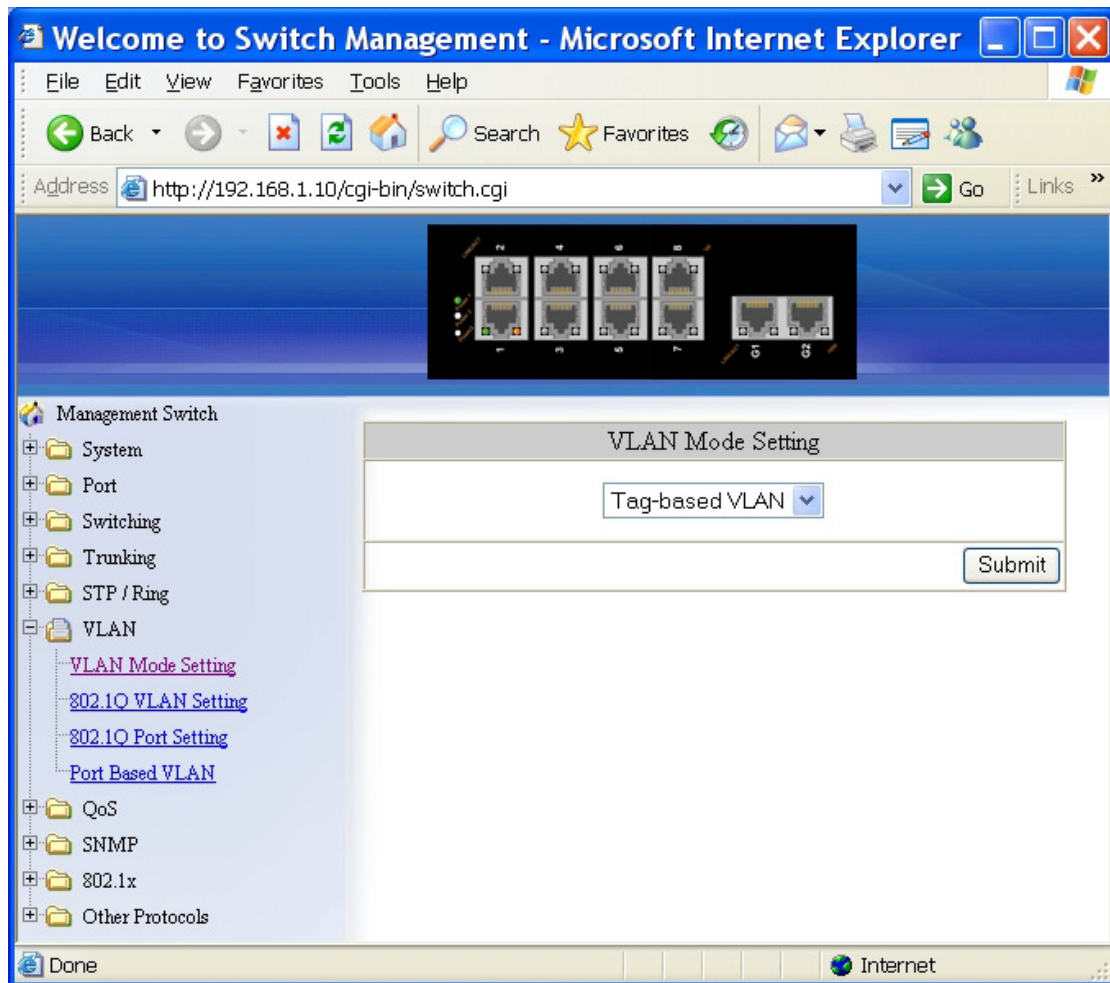 Welcome to Switch Management - Microsoft Internet Explorer
File Edit View Favorites Tools Help
Back Search Favorites
Address http://192.168.1.10/cgi-bin/switch.cgi Go Links »
2 4 6 8
1 3 5 7 G1 G2
Management Switch
System
Port
Switching
Trunking
STP / Ring
VLAN
VLAN Mode Setting
802.1Q VLAN Setting
802.1Q Port Setting
Port Based VLAN
QoS
SNMP
802.1x
Other Protocols
VLAN Mode Setting
Tag-based VLAN
Submit
Done Internet